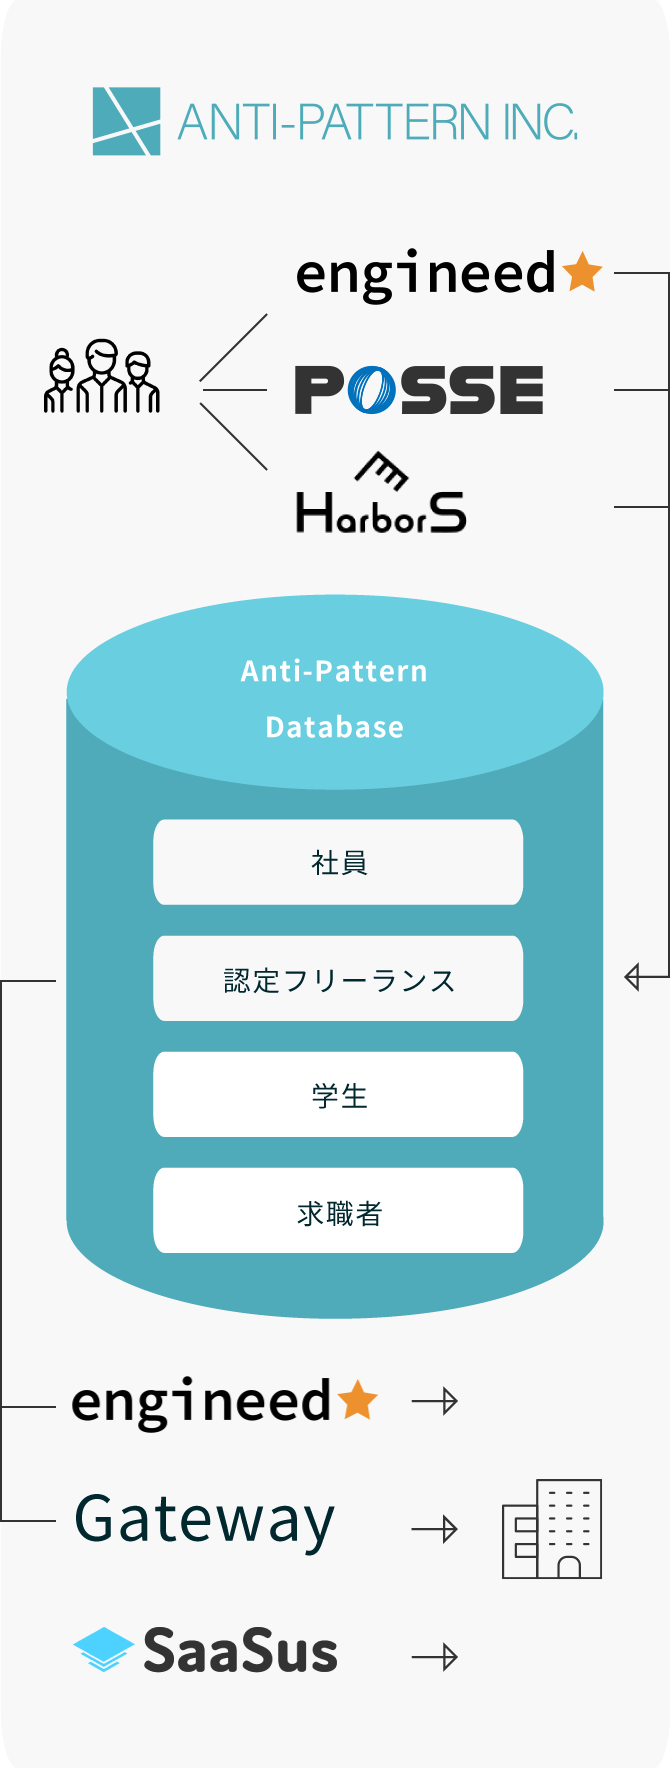 ANTI-PATTERN INC.
engineed
POSSE
HarborS
Anti-Pattern
Database
社員
認定フリーランス
学生
求職者
engineed
Gateway
SaaSus